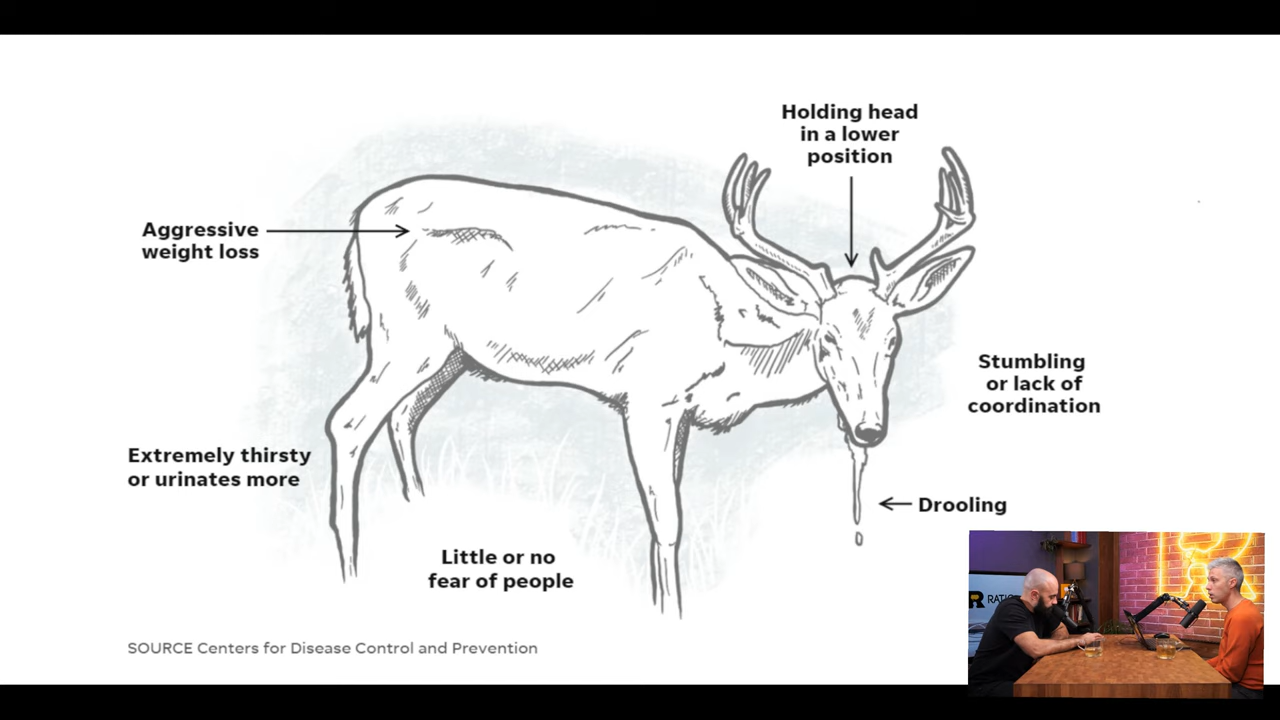 Holding head
in a lower
position
Aggressive
weight loss
Stumbling
or lack of
coordination
Extremely thirsty
or urinates more
Drooling
Little or no
fear of people
SOURCE Centers for Disease Control and Prevention